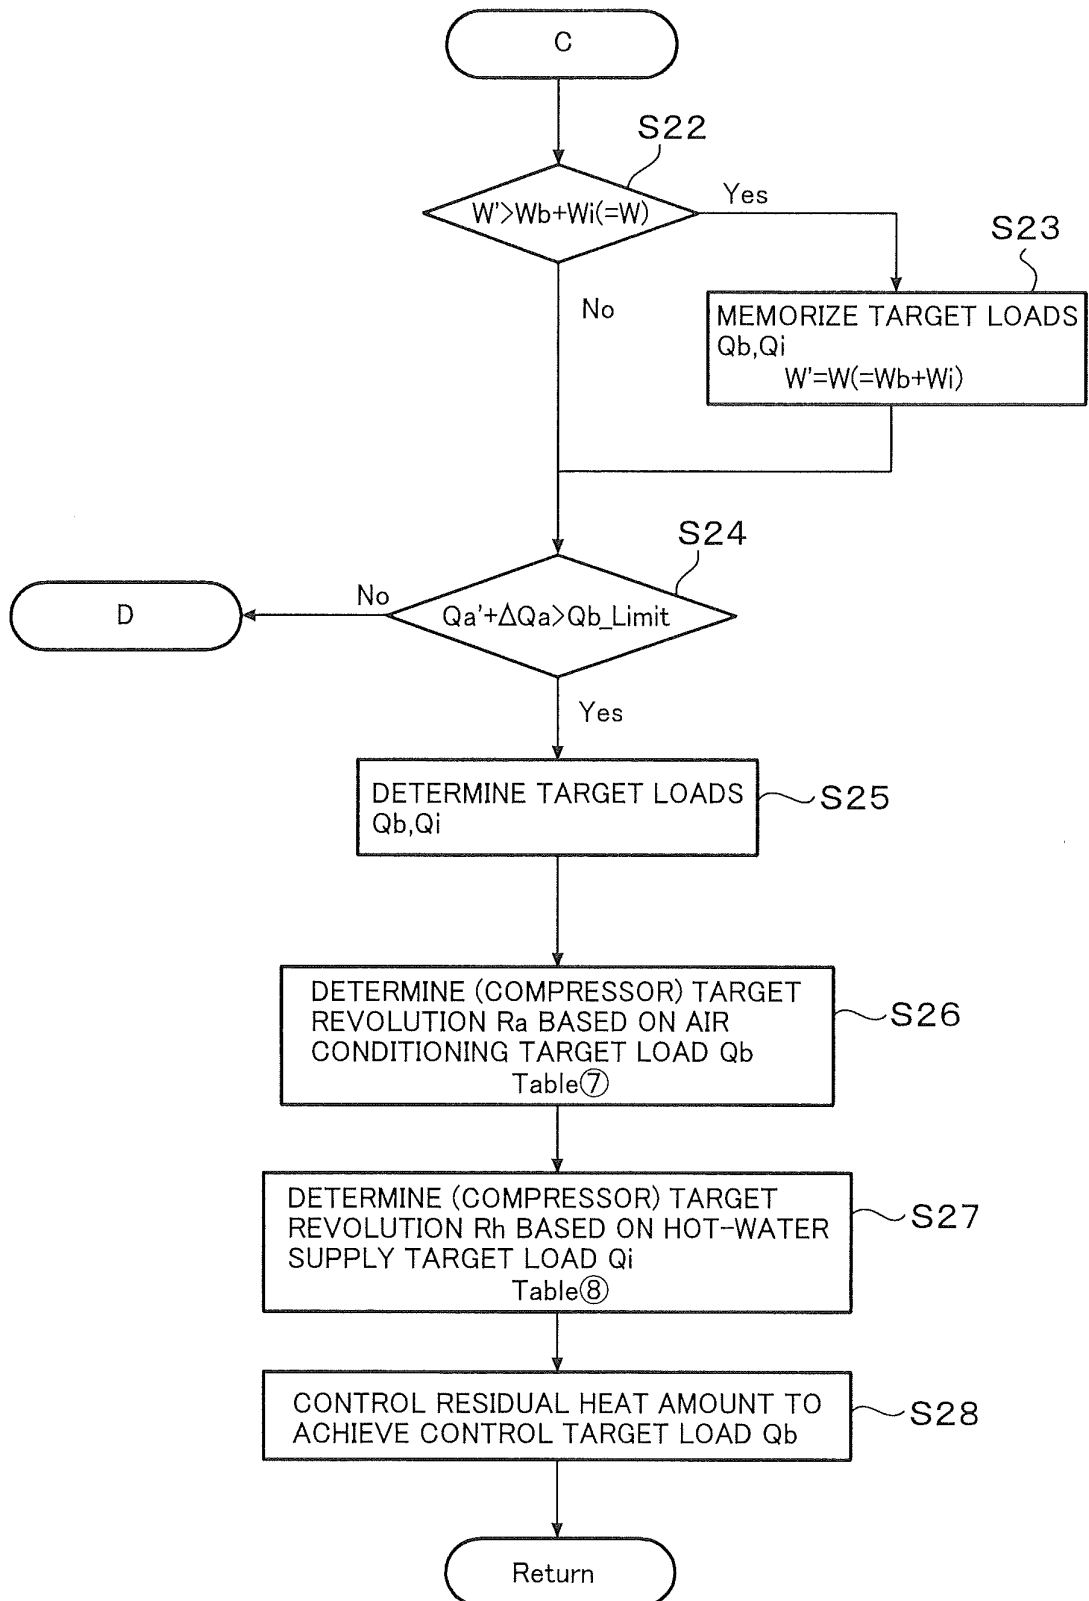 C
S22
W'>Wb+Wi(=W)
Yes
S23
No
MEMORIZE TARGET LOADS
Qb,Qi
W'=W(=Wb+Wi)
S24
No
D
Qa'+ΔQa>Qb_Limit
Yes
DETERMINE TARGET LOADS
Qb,Qi
S25
DETERMINE (COMPRESSOR) TARGET
REVOLUTION Ra BASED ON AIR
CONDITIONING TARGET LOAD Qb
Table⑦
S26
DETERMINE (COMPRESSOR) TARGET
REVOLUTION Rh BASED ON HOT-WATER
SUPPLY TARGET LOAD Qi
Table⑧
S27
CONTROL RESIDUAL HEAT AMOUNT TO
ACHIEVE CONTROL TARGET LOAD Qb
S28
Return